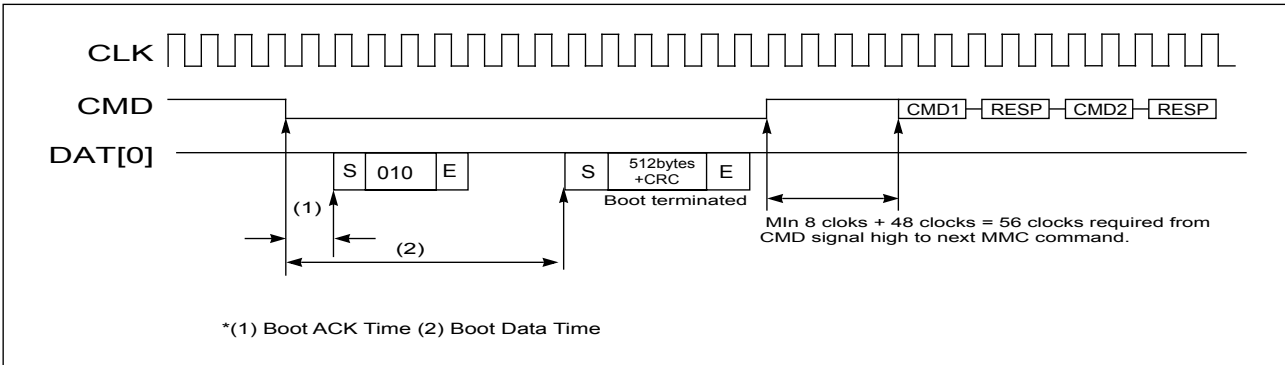 CLK
CMD
CMD1 RESP CMD2 RESP
DAT[0]
S 010 E
S 512bytes +CRC E
Boot terminated
(1)
(2)
MIn 8 cloks + 48 clocks = 56 clocks required from
CMD signal high to next MMC command.
*(1) Boot ACK Time (2) Boot Data Time